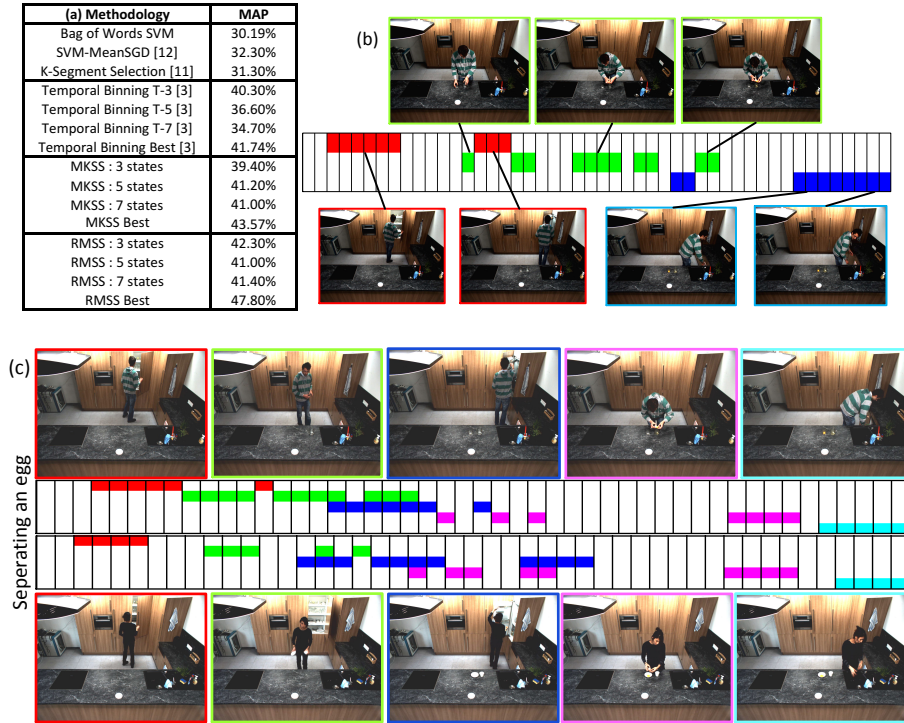 (a) Methodology MAP
Bag of Words SVM 30.19%
SVM-MeanSGD [12] 32.30%
K-Segment Selection [11] 31.30%
Temporal Binning T-3 [3] 40.30%
Temporal Binning T-5 [3] 36.60%
Temporal Binning T-7 [3] 34.70%
Temporal Binning Best [3] 41.74%
MKSS : 3 states 39.40%
MKSS : 5 states 41.20%
MKSS : 7 states 41.00%
MKSS Best 43.57%
RMSS : 3 states 42.30%
RMSS : 5 states 41.00%
RMSS : 7 states 41.40%
RMSS Best 47.80%
(b)
(c)
Seperating an egg